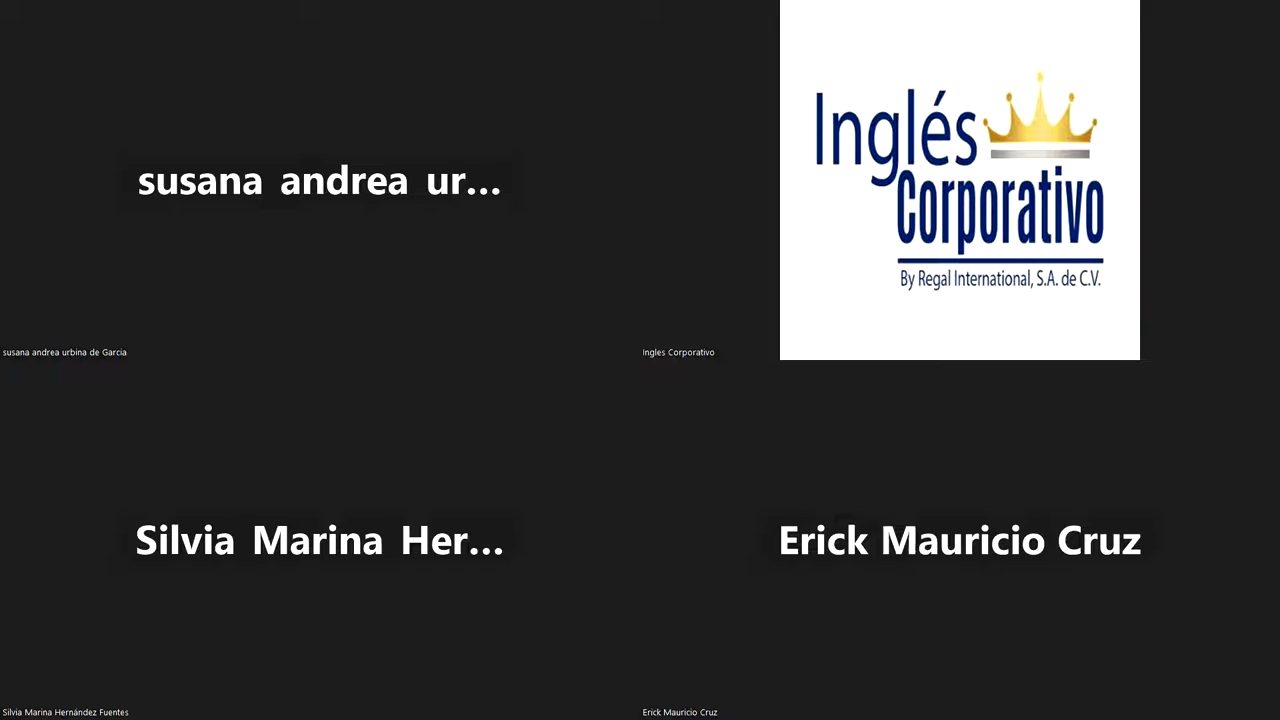 susana andrea ur...
susana andrea urbina de Garcia
Inglés
Corporativo
By Regal International, S.A. de C.V.
Ingles Corporativo
Silvia Marina Her...
Silvia Marina Hernández Fuentes
Erick Mauricio Cruz
Erick Mauricio Cruz